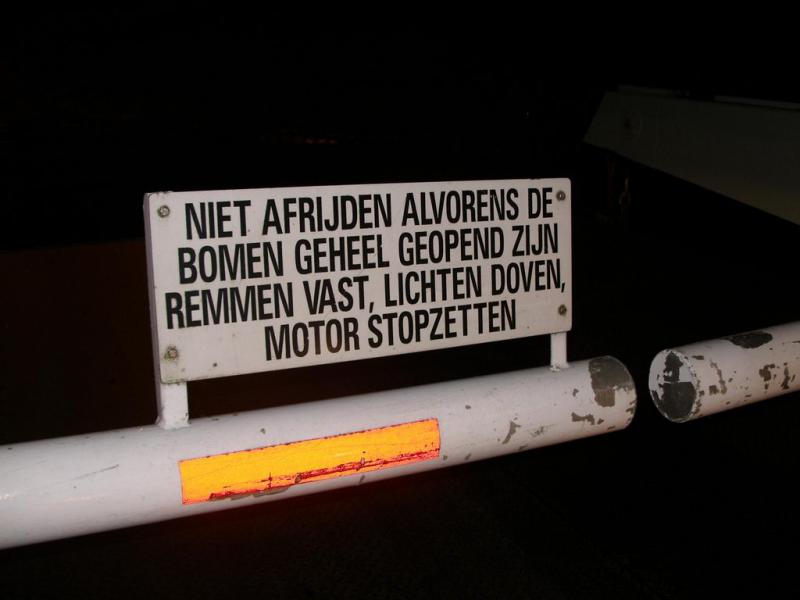 NIET AFRIJDEN ALVORENS DE
BOMEN GEHEEL GEOPEND ZIJN
REMMEN VAST, LICHTEN DOVEN,
MOTOR STOPZETTEN